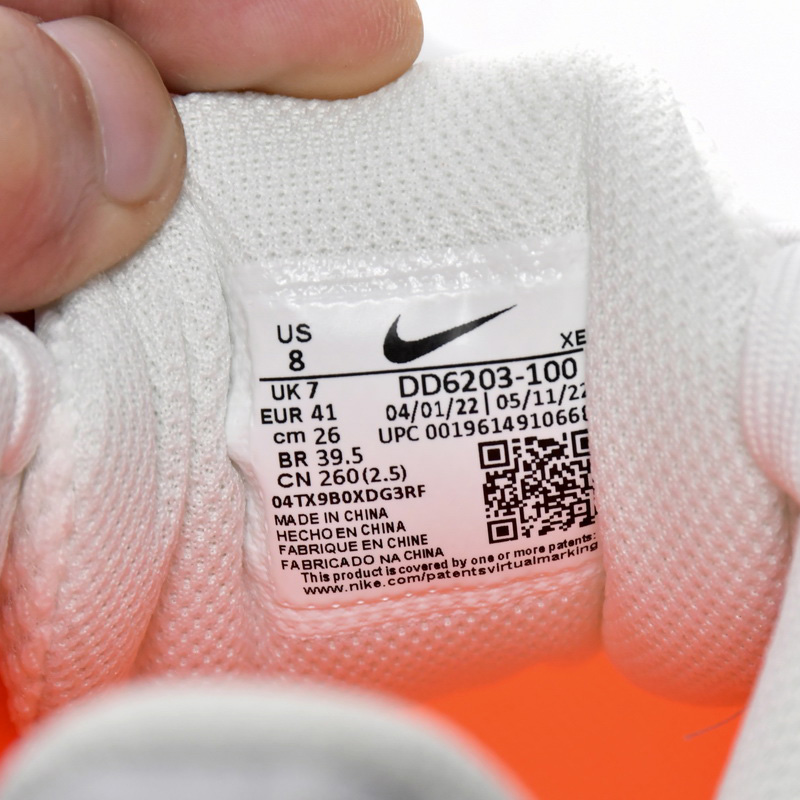 US
8
XE
UK 7
DD6203-100
EUR 41
04/01/22 | 05/11/22
cm 26
UPC 001961491066
BR 39.5
CN 260(2.5)
04TX9B0XDG3RF
MADE IN CHINA
HECHO EN CHINA
FABRIQUE EN CHINE
FABRICADO NA CHINA
This product is covered by one or more patents:
www.nike.com/patentsvirtualmarking